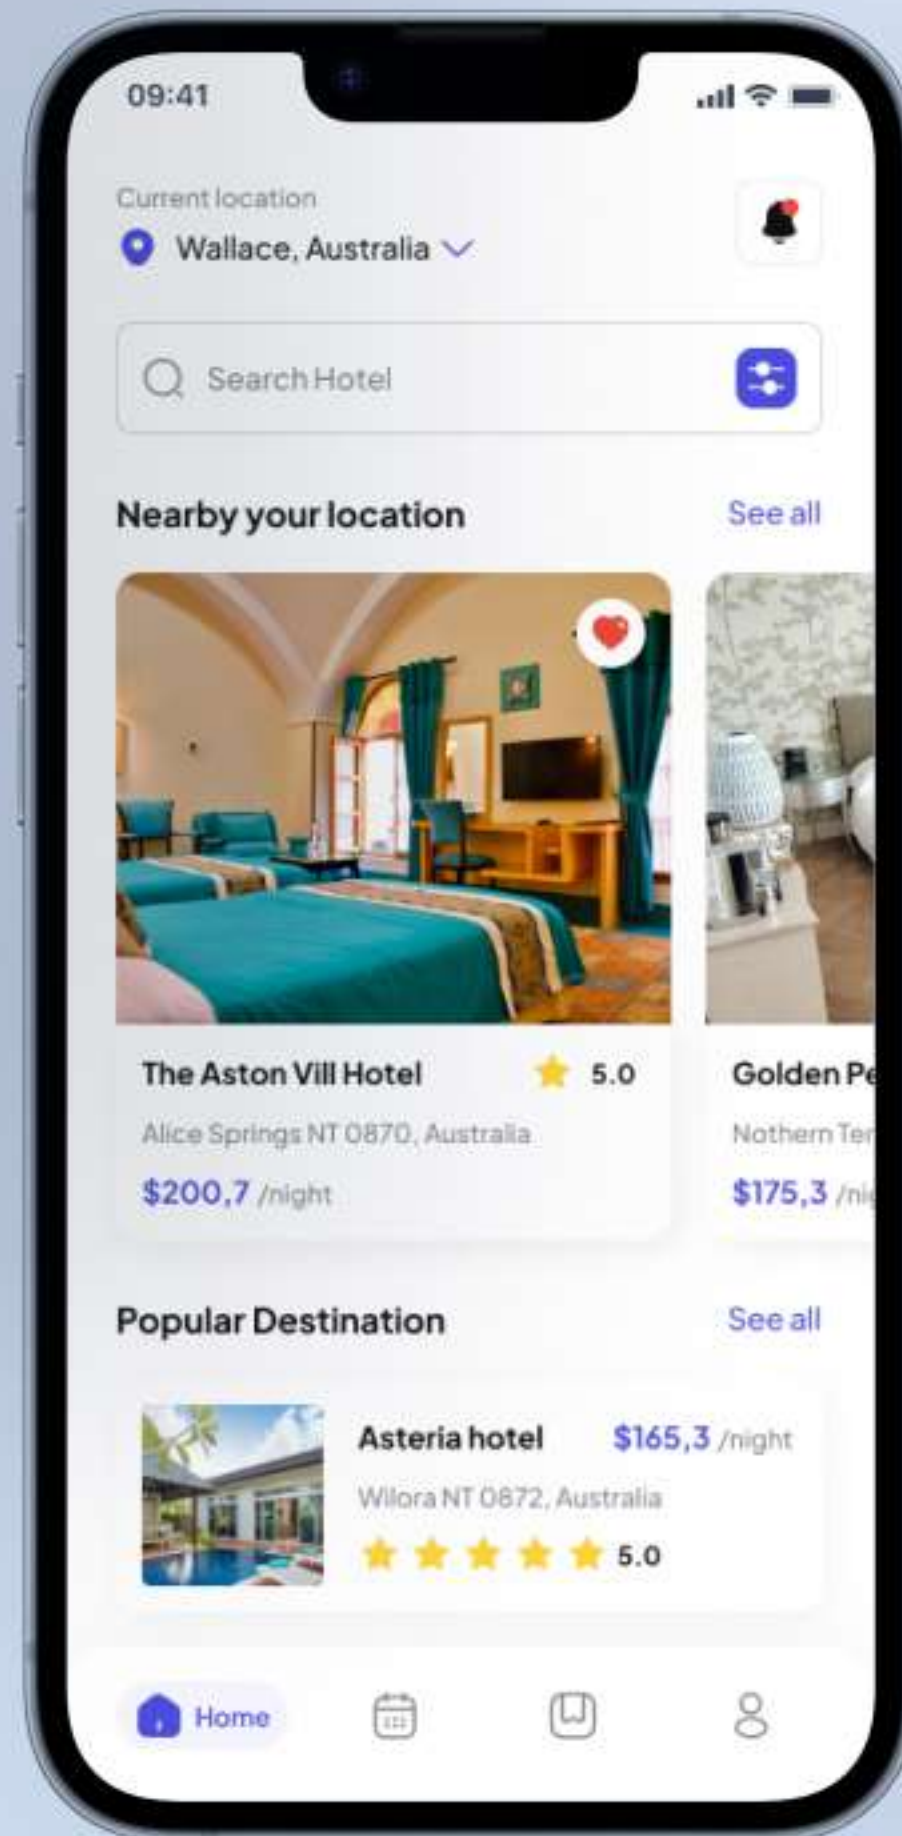 09:41
Current location
Wallace, Australia
Search Hotel
Nearby your location See all
The Aston Vill Hotel 5.0
Alice Springs NT 0870, Australia
$200,7 /night
Golden Pe
Nothern Ter
$175,3 /nig
Popular Destination See all
Asteria hotel $165,3 /night
Wilora NT 0872, Australia
5.0
Home